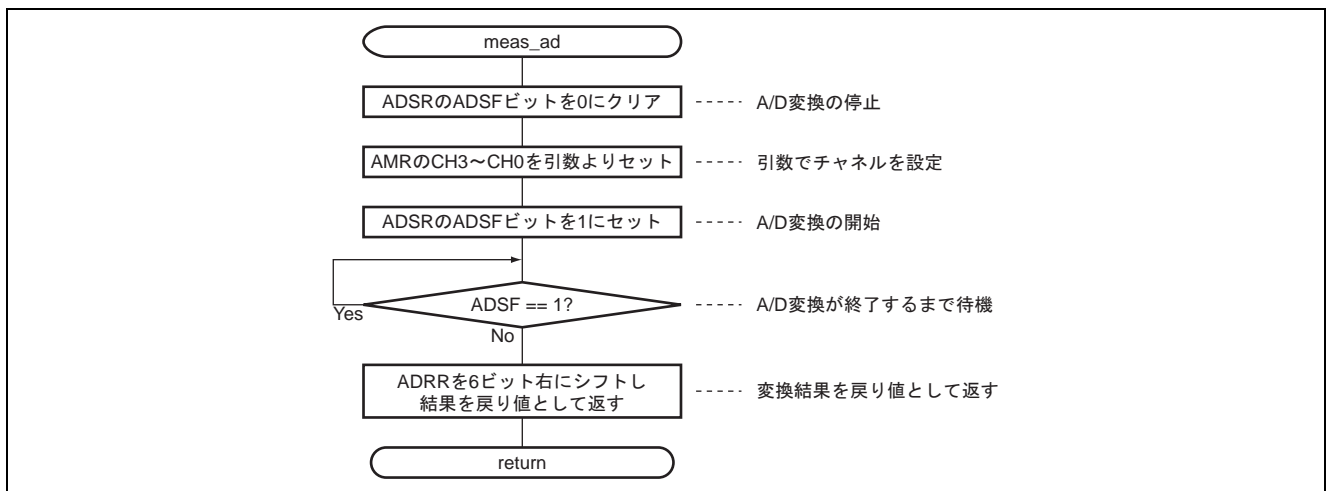 meas_ad
ADSRのADSFビットを0にクリア
A/D変換の停止
AMRのCH3～CH0を引数よりセット
引数でチャネルを設定
ADSRのADSFビットを1にセット
A/D変換の開始
ADSF == 1?
A/D変換が終了するまで待機
Yes
No
ADRRを6ビット右にシフトし
結果を戻り値として返す
変換結果を戻り値として返す
return